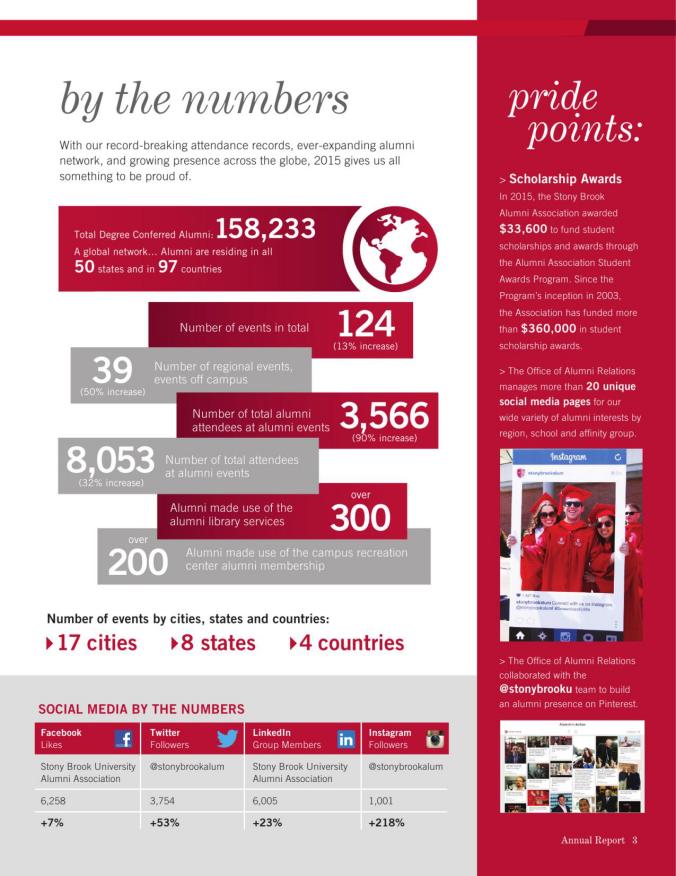 by the numbers
With our record-breaking attendance records, ever-expanding alumni
network, and growing presence across the globe, 2015 gives us all
something to be proud of.
Total Degree Conferred Alumni: 158,233
A global network... Alumni are residing in all
50 states and in 97 countries
Number of events in total
124
(13% increase)
39
(50% increase)
Number of regional events,
events off campus
Number of total alumni
attendees at alumni events
3,566
(90% increase)
8,053
(32% increase)
Number of total attendees
at alumni events
Alumni made use of the
alumni library services
over
300
over
200
Alumni made use of the campus recreation
center alumni membership
Number of events by cities, states and countries:
17 cities
8 states
4 countries
SOCIAL MEDIA BY THE NUMBERS
Facebook
Likes
Twitter
Followers
LinkedIn
Group Members
Instagram
Followers
Stony Brook University
Alumni Association
@stonybrookalum
Stony Brook University
Alumni Association
@stonybrookalum
6,258
3,754
6,005
1,001
+7%
+53%
+23%
+218%
pride
points:
> Scholarship Awards
In 2015, the Stony Brook
Alumni Association awarded
$33,600 to fund student
scholarships and awards through
the Alumni Association Student
Awards Program. Since the
Program's inception in 2003,
the Association has funded more
than $360,000 in student
scholarship awards.
> The Office of Alumni Relations
manages more than 20 unique
social media pages for our
wide variety of alumni interests by
region, school and affinity group.
Instagram
stonybrookalum
stonybrookalum Connect with us on Instagram
> The Office of Alumni Relations
collaborated with the
@stonybrooku team to build
an alumni presence on Pinterest.
Annual Report 3